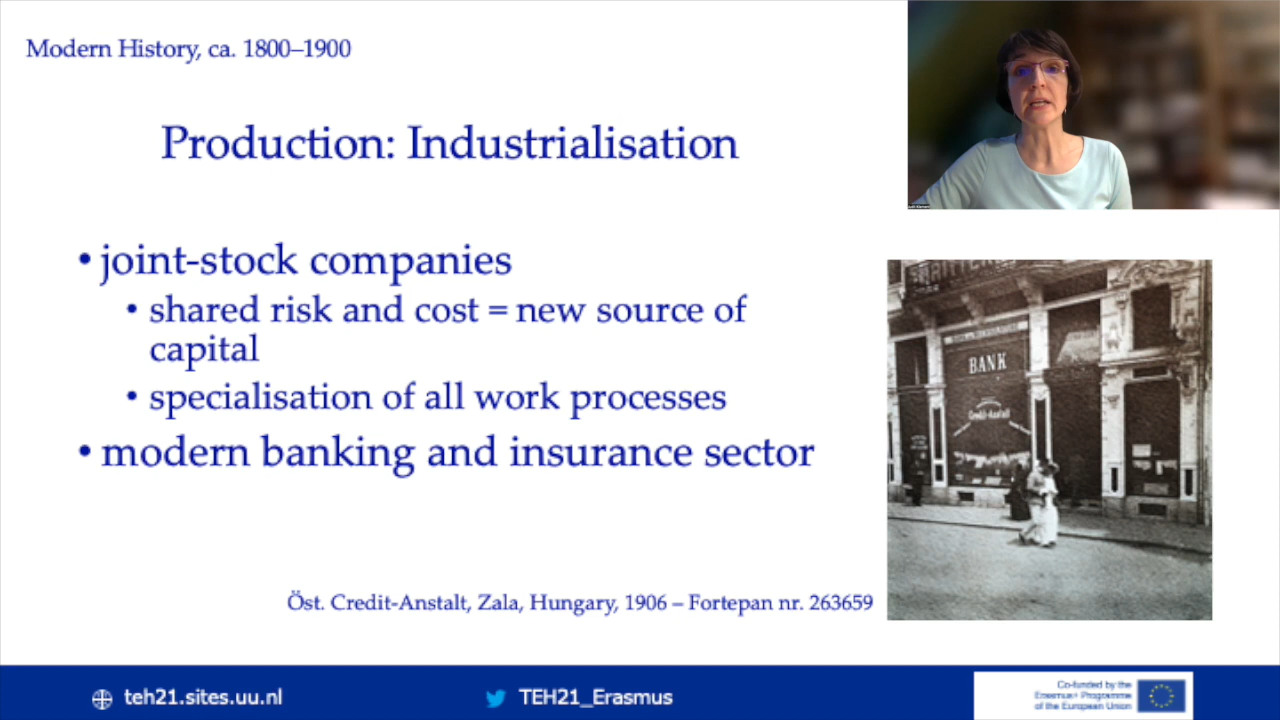 Modern History, ca. 1800–1900
Production: Industrialisation
• joint-stock companies
• shared risk and cost = new source of
capital
• specialisation of all work processes
• modern banking and insurance sector
BANK
Credit-Anstalt
Öst. Credit-Anstalt, Zala, Hungary, 1906 – Fortepan nr. 263659
teh21.sites.uu.nl
TEH21_Erasmus
Co-funded by the
Erasmus+ Programme
of the European Union